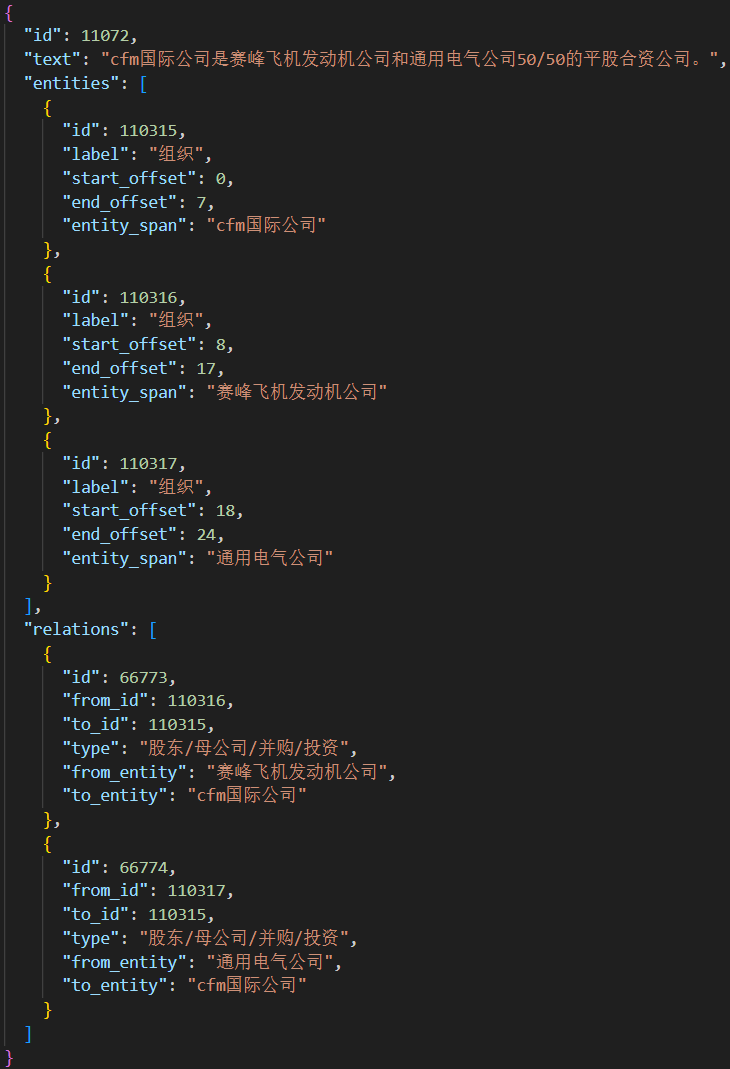 {
"id": 11072,
"text": "cfm国际公司是赛峰飞机发动机公司和通用电气公司50/50的平股合资公司。",
"entities": [
{
"id": 110315,
"label": "组织",
"start_offset": 0,
"end_offset": 7,
"entity_span": "cfm国际公司"
},
{
"id": 110316,
"label": "组织",
"start_offset": 8,
"end_offset": 17,
"entity_span": "赛峰飞机发动机公司"
},
{
"id": 110317,
"label": "组织",
"start_offset": 18,
"end_offset": 24,
"entity_span": "通用电气公司"
}
],
"relations": [
{
"id": 66773,
"from_id": 110316,
"to_id": 110315,
"type": "股东/母公司/并购/投资",
"from_entity": "赛峰飞机发动机公司",
"to_entity": "cfm国际公司"
},
{
"id": 66774,
"from_id": 110317,
"to_id": 110315,
"type": "股东/母公司/并购/投资",
"from_entity": "通用电气公司",
"to_entity": "cfm国际公司"
}
]
}